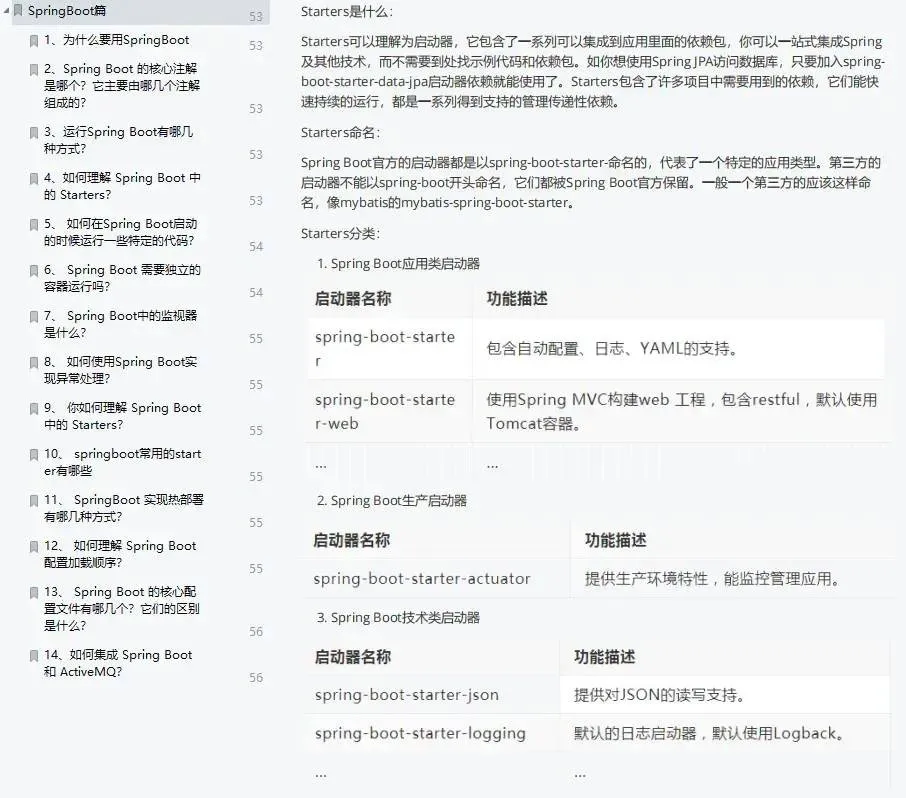 SpringBoot篇 53
1、为什么要用SpringBoot 53
2、Spring Boot 的核心注解
是哪个？它主要由哪几个注解
组成的？ 53
3、运行Spring Boot有哪几
种方式？ 53
4、如何理解 Spring Boot 中
的 Starters？ 53
5、 如何在Spring Boot启动
的时候运行一些特定的代码？ 54
6、 Spring Boot 需要独立的
容器运行吗？ 54
7、 Spring Boot中的监视器
是什么？ 55
8、 如何使用Spring Boot实
现异常处理？ 55
9、 你如何理解 Spring Boot
中的 Starters？ 55
10、 springboot常用的start
er有哪些 55
11、 SpringBoot 实现热部署
有哪几种方式？ 55
12、 如何理解 Spring Boot
配置加载顺序？ 55
13、 Spring Boot 的核心配
置文件有哪几个？它们的区别
是什么？ 56
14、如何集成 Spring Boot
和 ActiveMQ？ 56
Starters是什么：
Starters可以理解为启动器，它包含了一系列可以集成到应用里面的依赖包，你可以一站式集成Spring
及其他技术，而不需要到处找示例代码和依赖包。如你想使用Spring JPA访问数据库，只要加入spring-
boot-starter-data-jpa启动器依赖就能使用了。Starters包含了许多项目中需要用到的依赖，它们能快
速持续的运行，都是一系列得到支持的管理传递性依赖。
Starters命名：
Spring Boot官方的启动器都是以spring-boot-starter-命名的，代表了一个特定的应用类型。第三方的
启动器不能以spring-boot开头命名，它们都被Spring Boot官方保留。一般一个第三方的应该这样命
名，像mybatis的mybatis-spring-boot-starter。
Starters分类：
1. Spring Boot应用类启动器
启动器名称 功能描述
spring-boot-starte
r 包含自动配置、日志、YAML的支持。
spring-boot-starte 使用Spring MVC构建web 工程，包含restful，默认使用
r-web Tomcat容器。
... ...
2. Spring Boot生产启动器
启动器名称 功能描述
spring-boot-starter-actuator 提供生产环境特性，能监控管理应用。
3. Spring Boot技术类启动器
启动器名称 功能描述
spring-boot-starter-json 提供对JSON的读写支持。
spring-boot-starter-logging 默认的日志启动器，默认使用Logback。
... ...